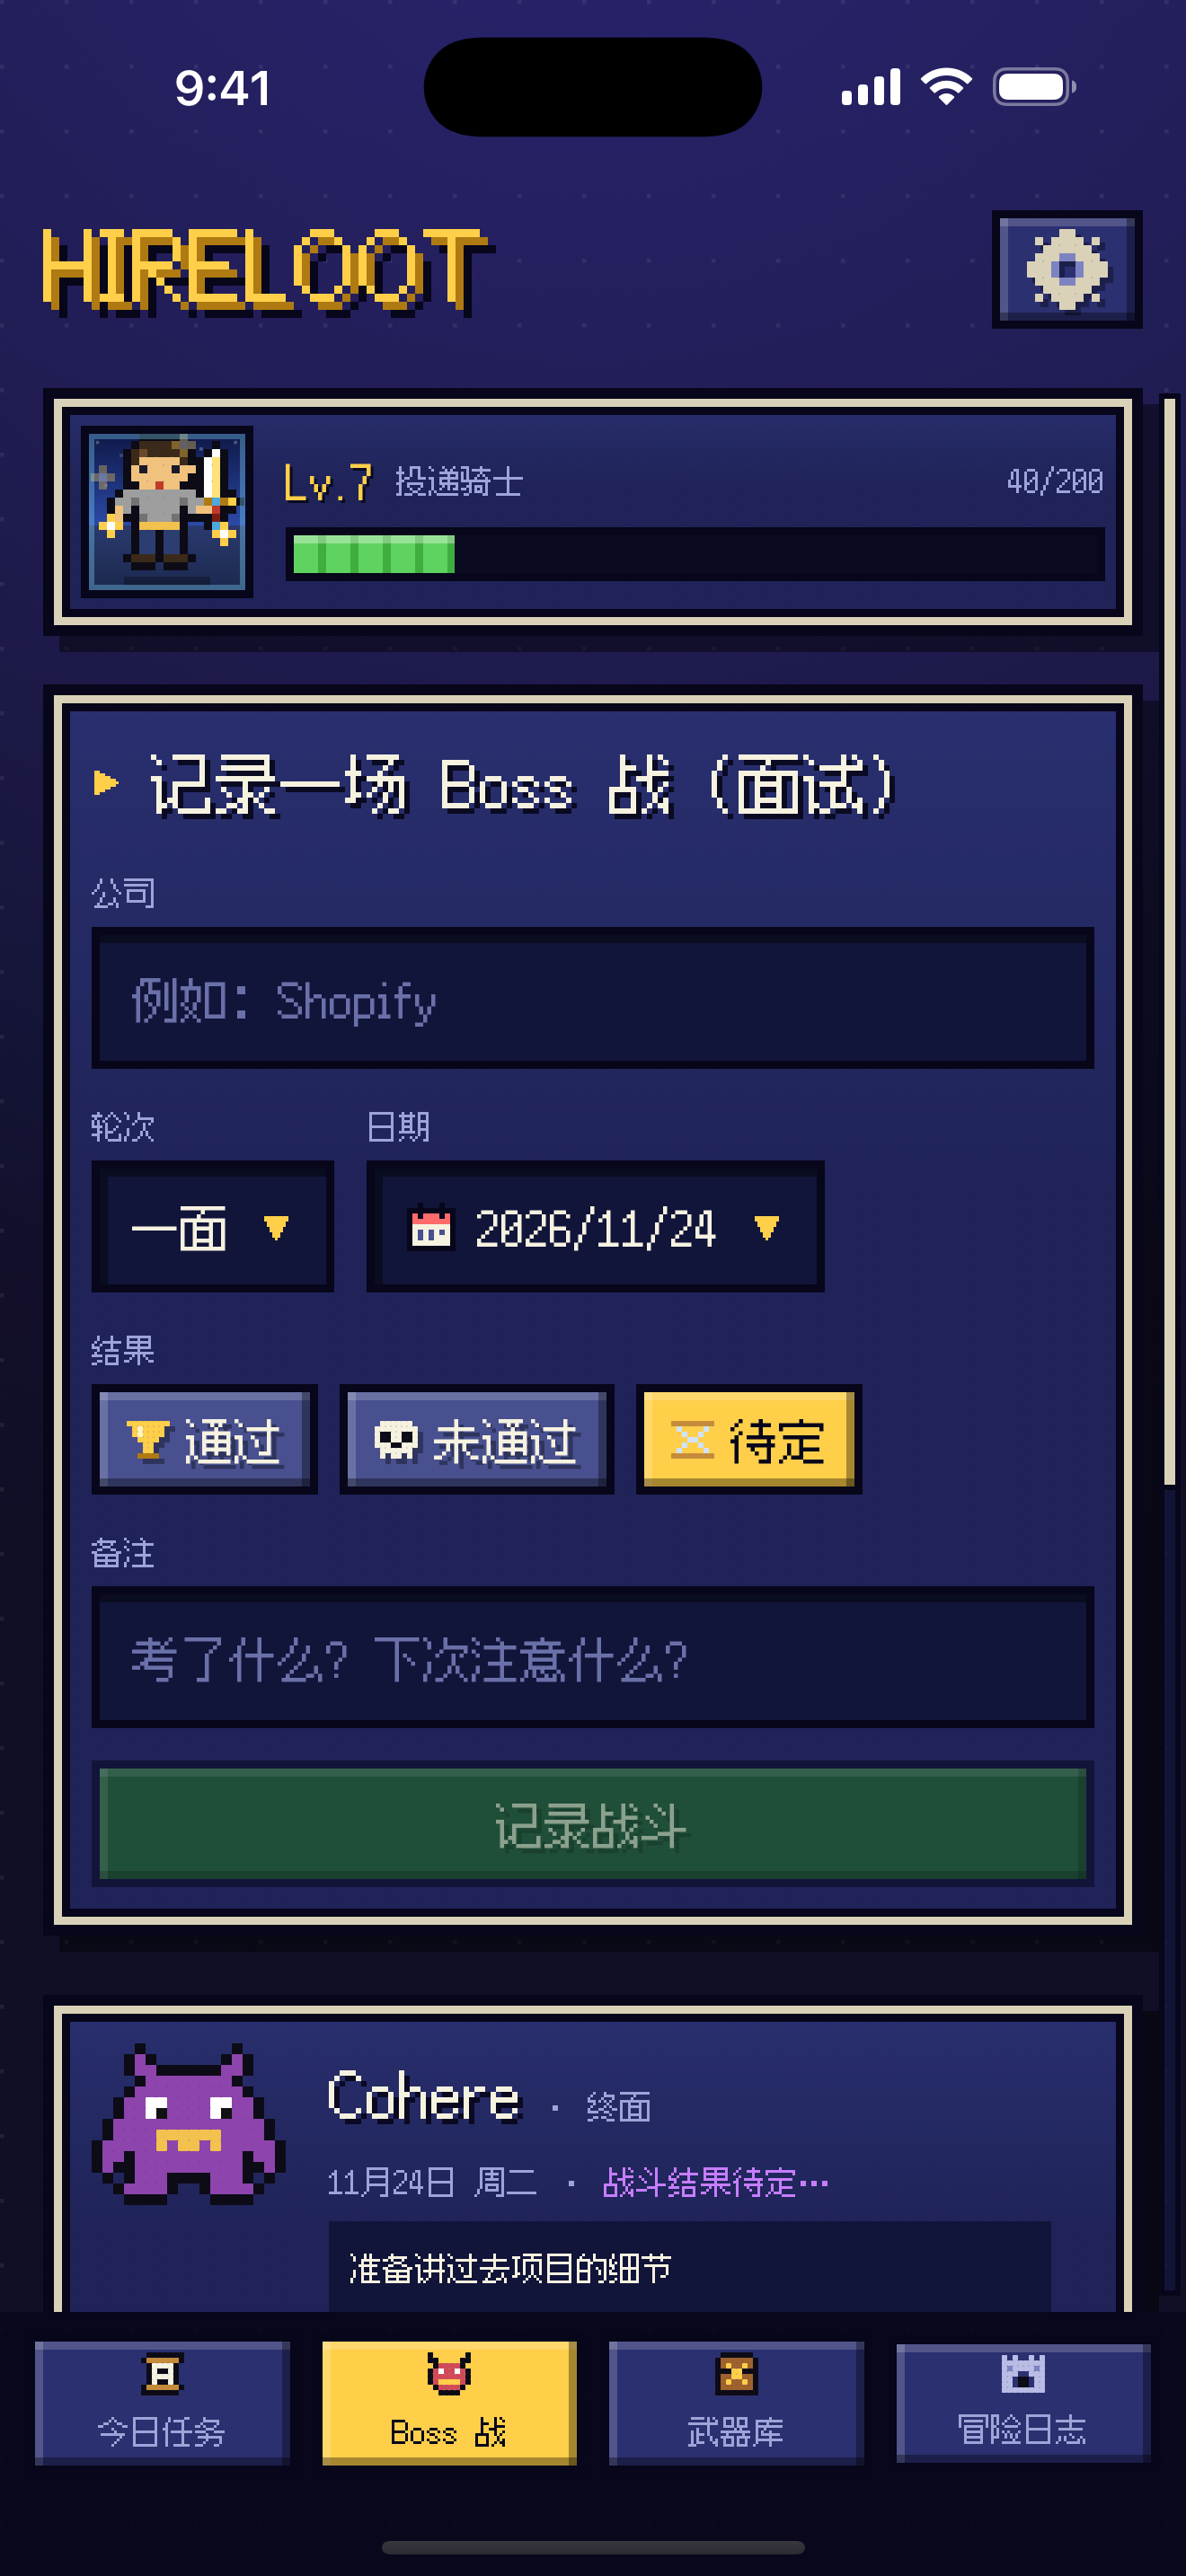 9:41
HIRELOOT
Lv.7 投递骑士 40/200
记录一场 Boss 战（面试）
公司
例如：Shopify
轮次 日期
一面 2026/11/24
结果
通过 未通过 待定
备注
考了什么？下次注意什么？
记录战斗
Cohere · 终面
11月24日 周二 · 战斗结果待定…
准备讲过去项目的细节
今日任务 Boss 战 武器库 冒险日志